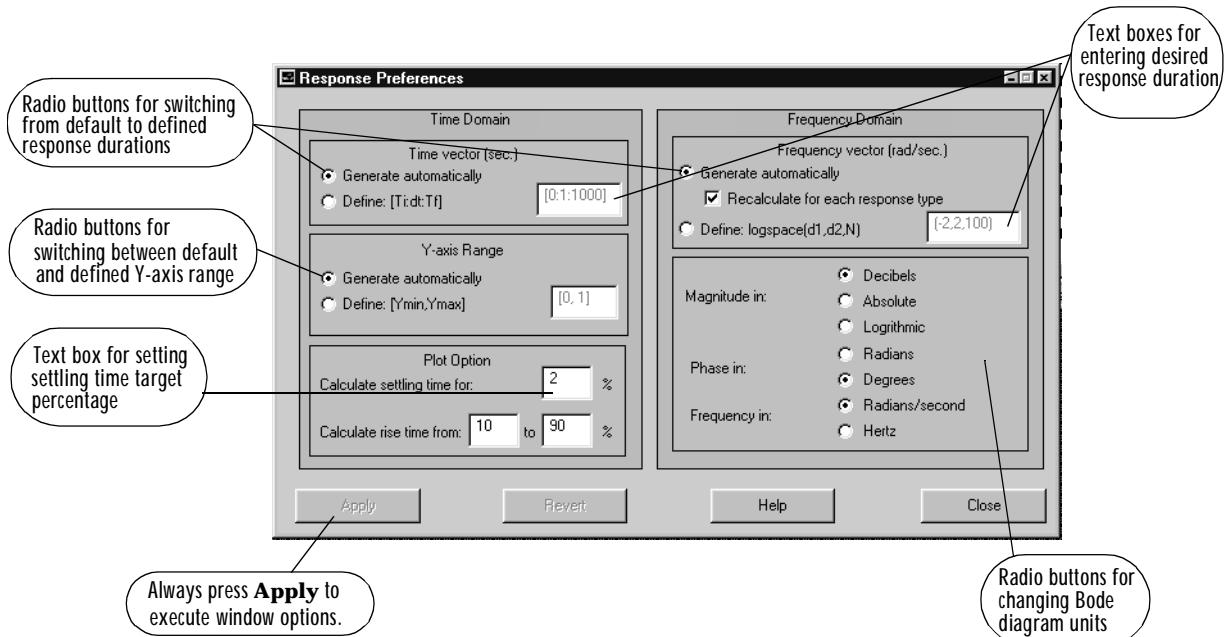 Text boxes for
entering desired
response duration
Response Preferences
Radio buttons for switching
from default to defined
response durations
Time Domain
Time vector (sec.)
Generate automatically
Define: [Ti:dt:Tf]
[0:1:1000]
Frequency Domain
Frequency vector (rad/sec.)
Generate automatically
Recalculate for each response type
Define: logspace(d1,d2,N)
(-2,2,100)
Radio buttons for
switching between default
and defined Y-axis range
Y-axis Range
Generate automatically
Define: [Ymin,Ymax]
[0, 1]
Magnitude in:
Decibels
Absolute
Logrithmic
Phase in:
Radians
Degrees
Frequency in:
Radians/second
Hertz
Text box for setting
settling time target
percentage
Plot Option
Calculate settling time for: 2 %
Calculate rise time from: 10 to 90 %
Apply
Revert
Help
Close
Always press Apply to
execute window options.
Radio buttons for
changing Bode
diagram units